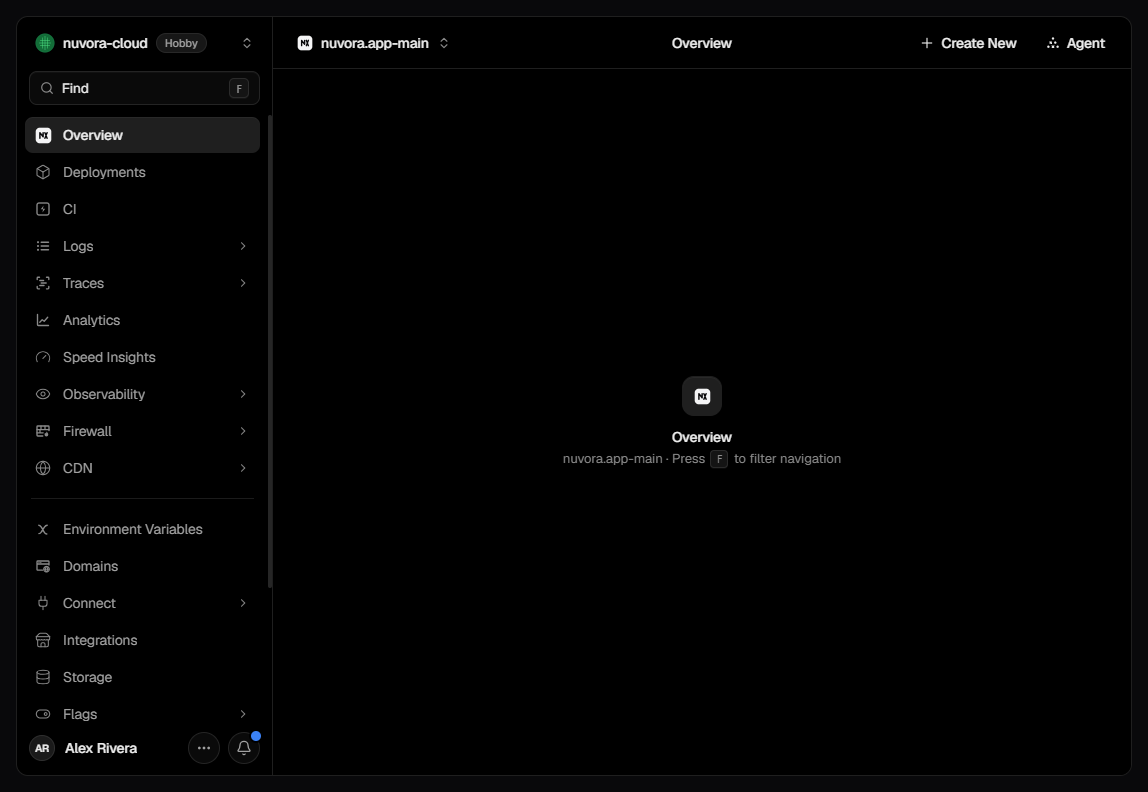 nuvora-cloud Hobby
Find F
Overview
Deployments
CI
Logs
Traces
Analytics
Speed Insights
Observability
Firewall
CDN
Environment Variables
Domains
Connect
Integrations
Storage
Flags
AR Alex Rivera
nuvora.app-main
Overview
Create New
Agent
Overview
nuvora.app-main · Press F to filter navigation